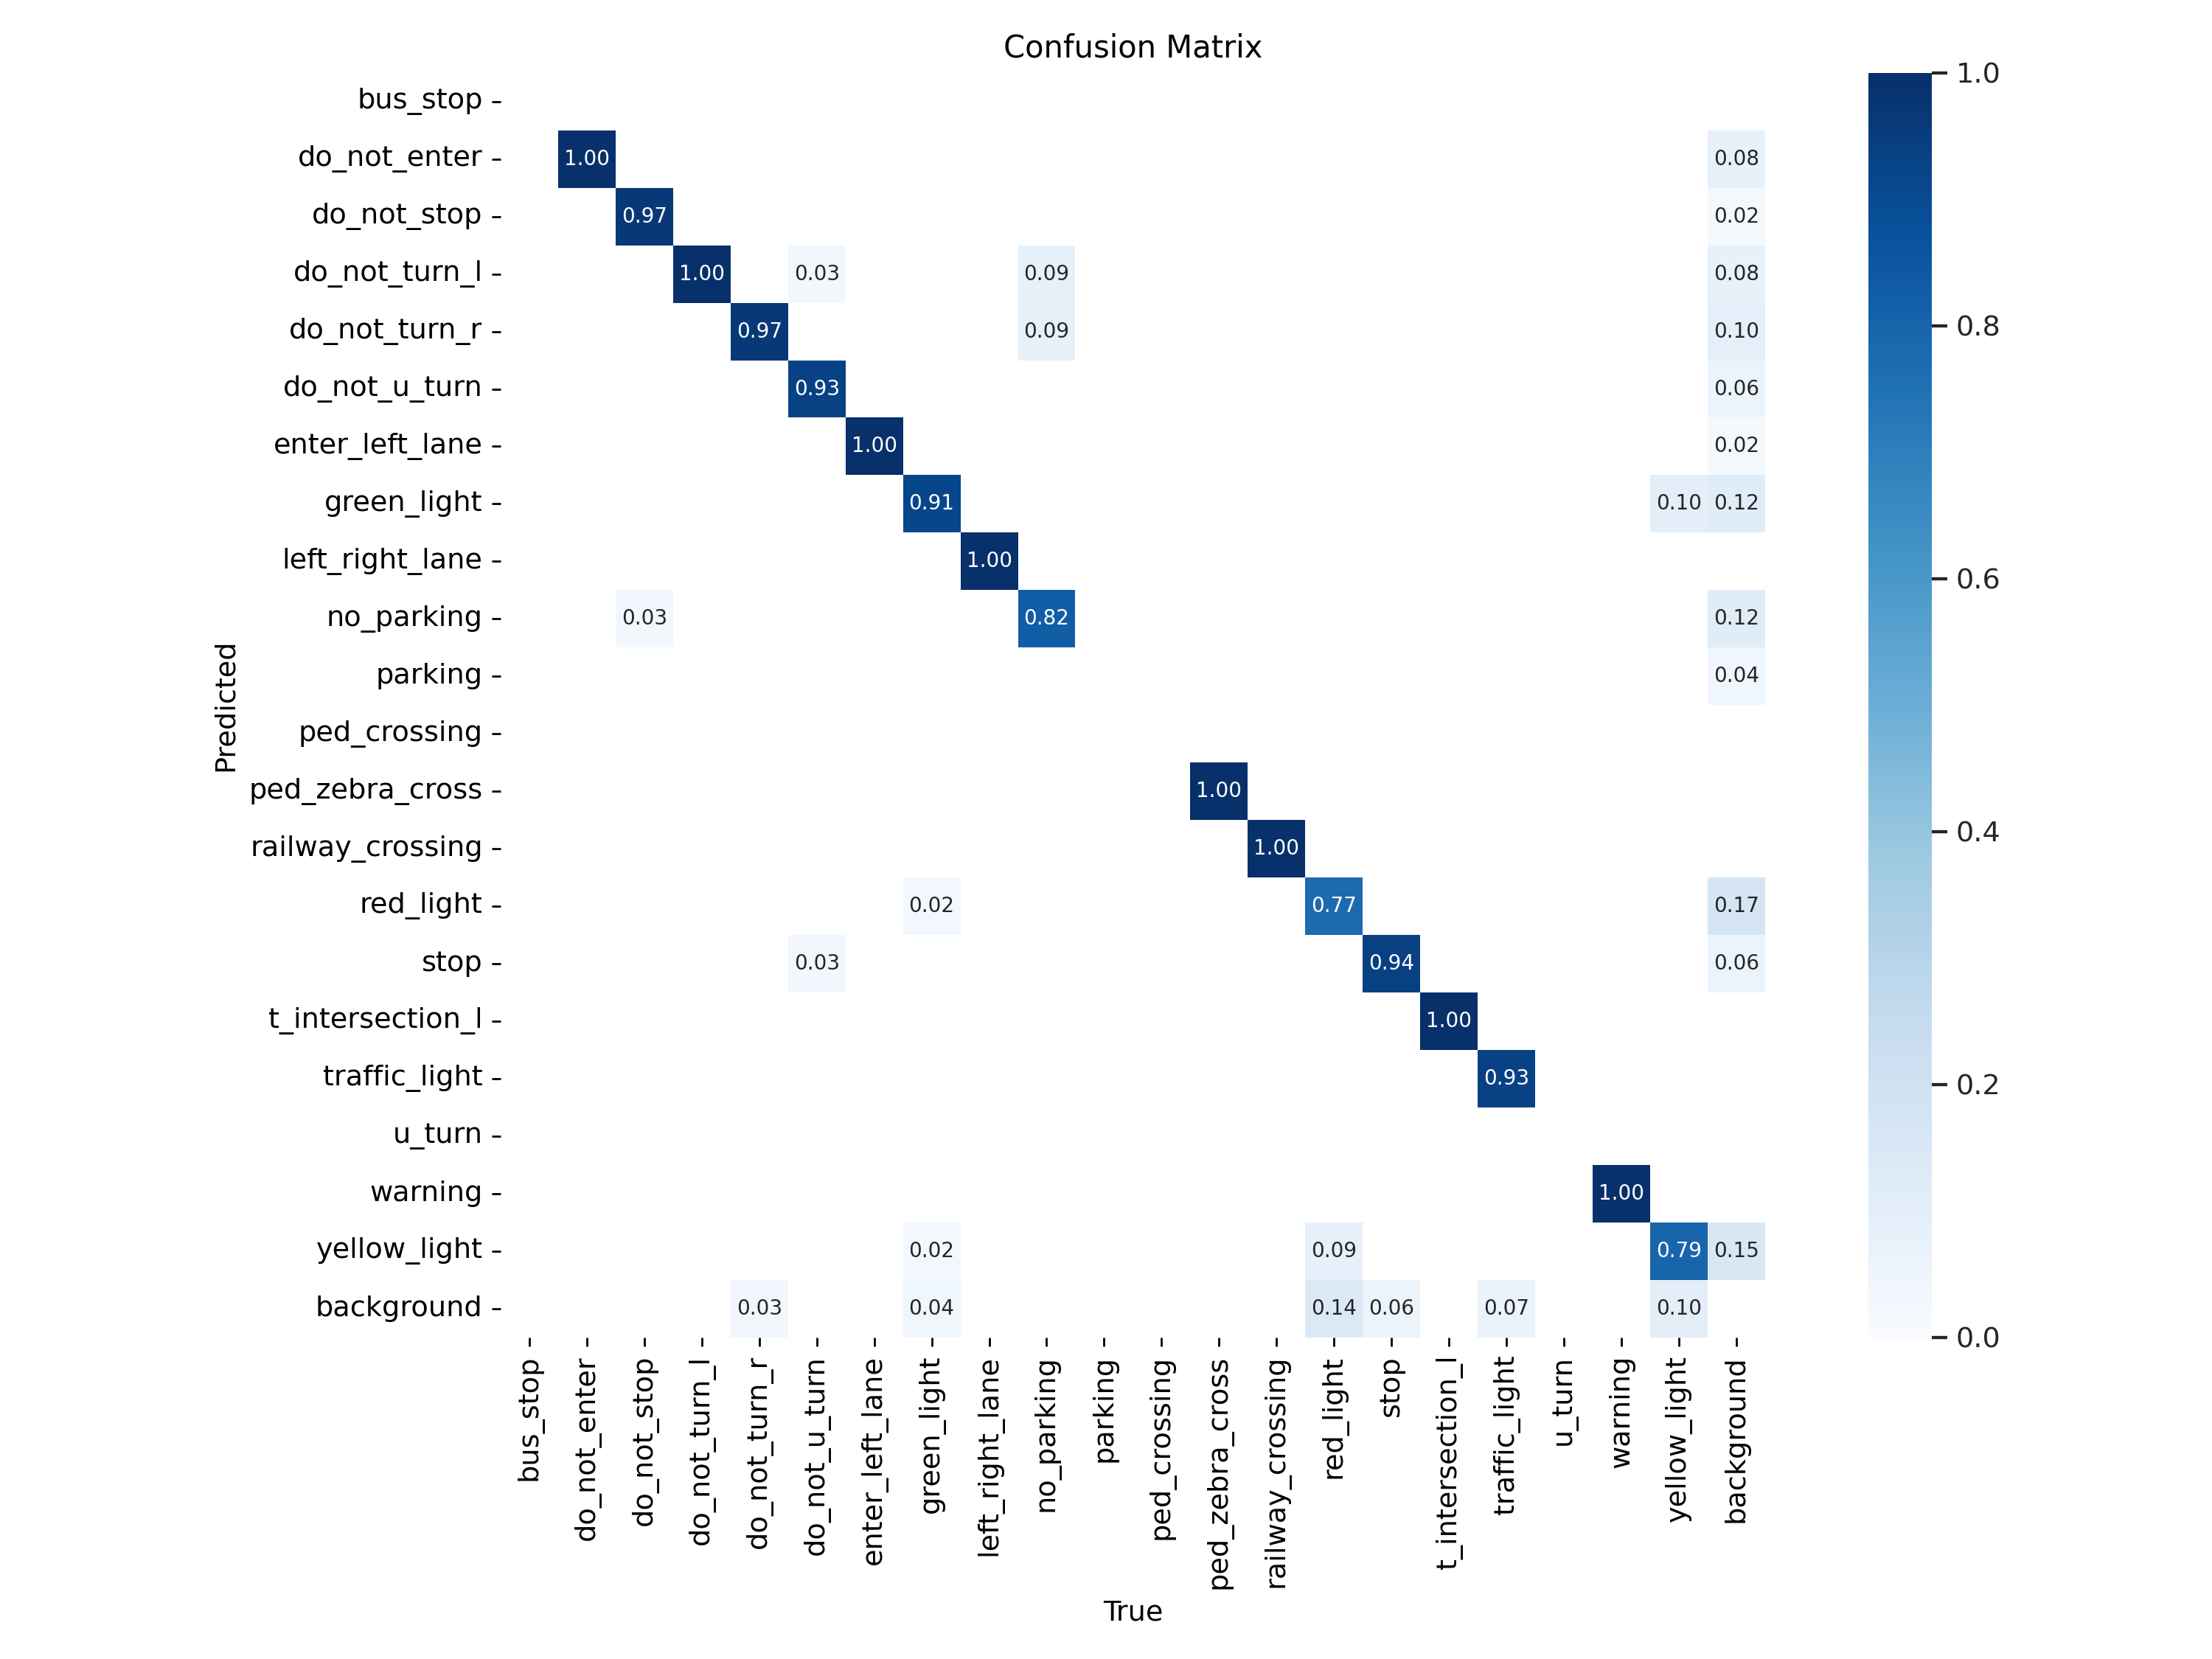 Confusion Matrix
bus_stop
do_not_enter 1.00 0.08
do_not_stop 0.97 0.02
do_not_turn_l 1.00 0.03 0.09 0.08
do_not_turn_r 0.97 0.09 0.10
do_not_u_turn 0.93 0.06
enter_left_lane 1.00 0.02
green_light 0.91 0.10 0.12
left_right_lane 1.00
no_parking 0.03 0.82 0.12
parking 0.04
ped_crossing
ped_zebra_cross 1.00
railway_crossing 1.00
red_light 0.02 0.77 0.17
stop 0.03 0.94 0.06
t_intersection_l 1.00
traffic_light 0.93
u_turn
warning 1.00
yellow_light 0.02 0.09 0.79 0.15
background 0.03 0.04 0.14 0.06 0.07 0.10
Predicted
bus_stop
do_not_enter
do_not_stop
do_not_turn_l
do_not_turn_r
do_not_u_turn
enter_left_lane
green_light
left_right_lane
no_parking
parking
ped_crossing
ped_zebra_cross
railway_crossing
red_light
stop
t_intersection_l
traffic_light
u_turn
warning
yellow_light
background
True
1.0
0.8
0.6
0.4
0.2
0.0